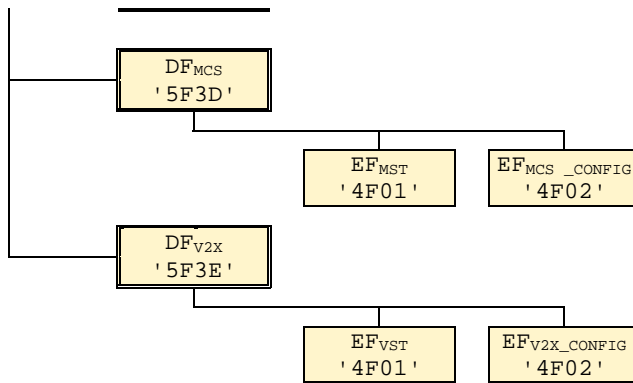 DFMCS
'5F3D'
EFMST
'4F01'
EFMCS _CONFIG
'4F02'
DFV2X
'5F3E'
EFVST
'4F01'
EFV2X_CONFIG
'4F02'